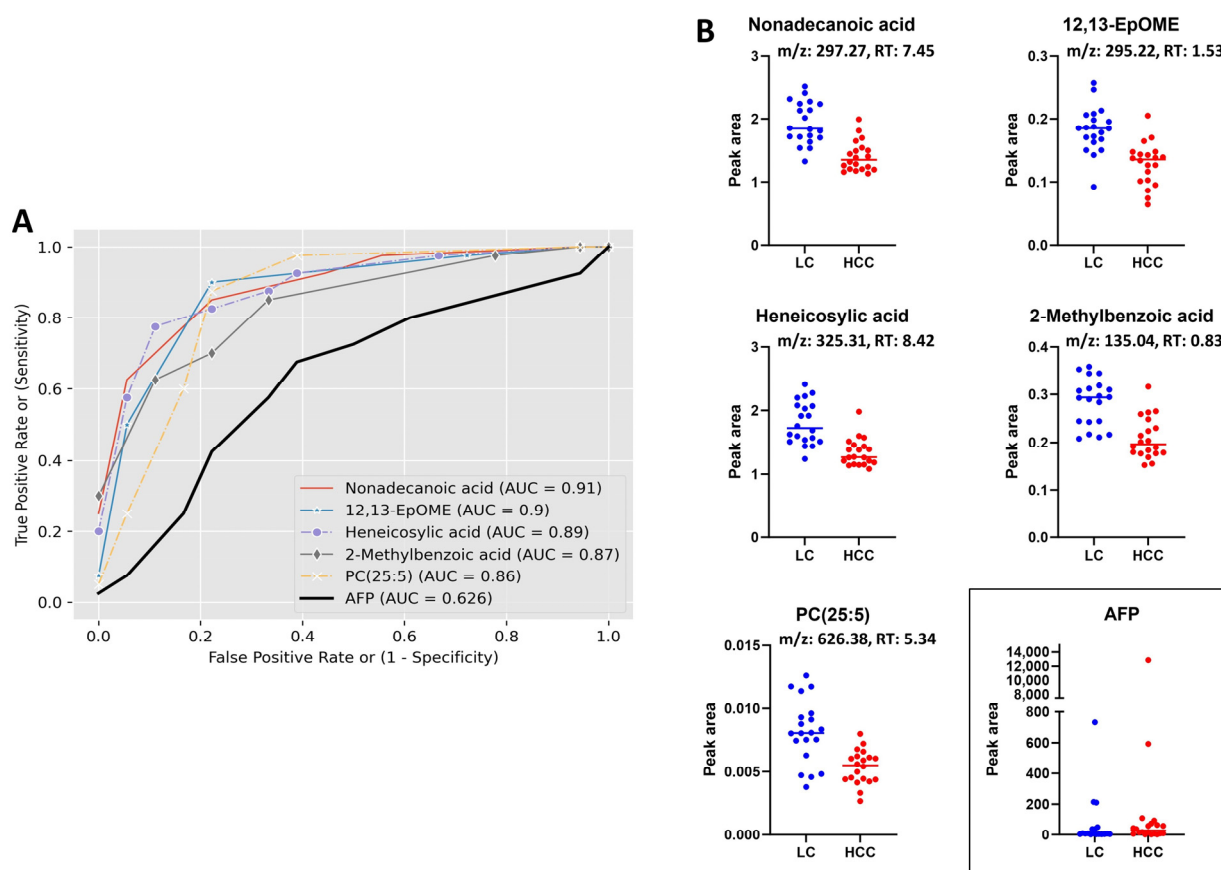 A
1.0
0.8
0.6
0.4
0.2
0.0
True Positive Rate or (Sensitivity)
0.0 0.2 0.4 0.6 0.8 1.0
False Positive Rate or (1 - Specificity)
Nonadecanoic acid (AUC = 0.91)
12,13-EpOME (AUC = 0.9)
Heneicosylic acid (AUC = 0.89)
2-Methylbenzoic acid (AUC = 0.87)
PC(25:5) (AUC = 0.86)
AFP (AUC = 0.626)
B
Nonadecanoic acid
m/z: 297.27, RT: 7.45
Peak area
3
2
1
0
LC HCC
12,13-EpOME
m/z: 295.22, RT: 1.53
Peak area
0.3
0.2
0.1
0.0
LC HCC
Heneicosylic acid
m/z: 325.31, RT: 8.42
Peak area
3
2
1
0
LC HCC
2-Methylbenzoic acid
m/z: 135.04, RT: 0.83
Peak area
0.4
0.3
0.2
0.1
0.0
LC HCC
PC(25:5)
m/z: 626.38, RT: 5.34
Peak area
0.015
0.010
0.005
0.000
LC HCC
AFP
Peak area
14,000
12,000
10,000
8,000
800
600
400
200
0
LC HCC